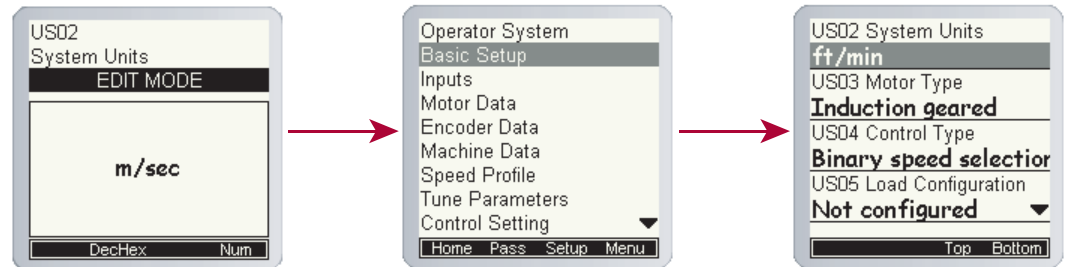 US02
System Units
EDIT MODE
m/sec
DecHex Num
Operator System
Basic Setup
Inputs
Motor Data
Encoder Data
Machine Data
Speed Profile
Tune Parameters
Control Setting
Home Pass Setup Menu
US02 System Units
ft/min
US03 Motor Type
Induction geared
US04 Control Type
Binary speed selection
US05 Load Configuration
Not configured
Top Bottom